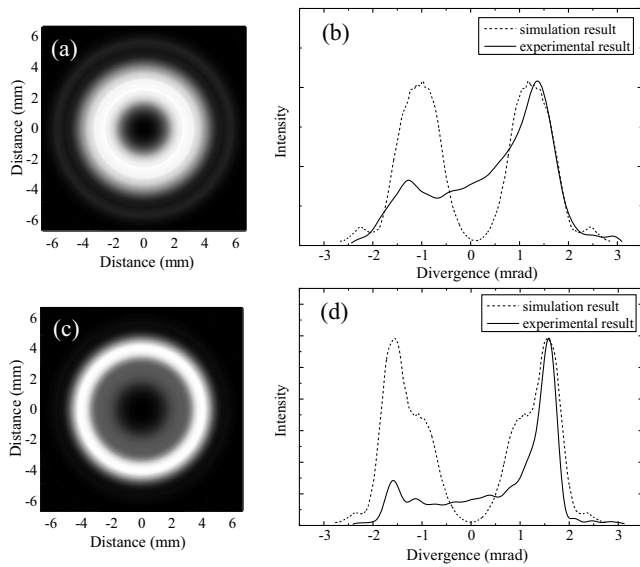 (a)
Distance (mm)
6
4
2
0
-2
-4
-6
-6 -4 -2 0 2 4 6
Distance (mm)
(b)
simulation result
experimental result
Intensity
-3 -2 -1 0 1 2 3
Divergence (mrad)
(c)
Distance (mm)
6
4
2
0
-2
-4
-6
-6 -4 -2 0 2 4 6
Distance (mm)
(d)
simulation result
experimental result
Intensity
-3 -2 -1 0 1 2 3
Divergence (mrad)